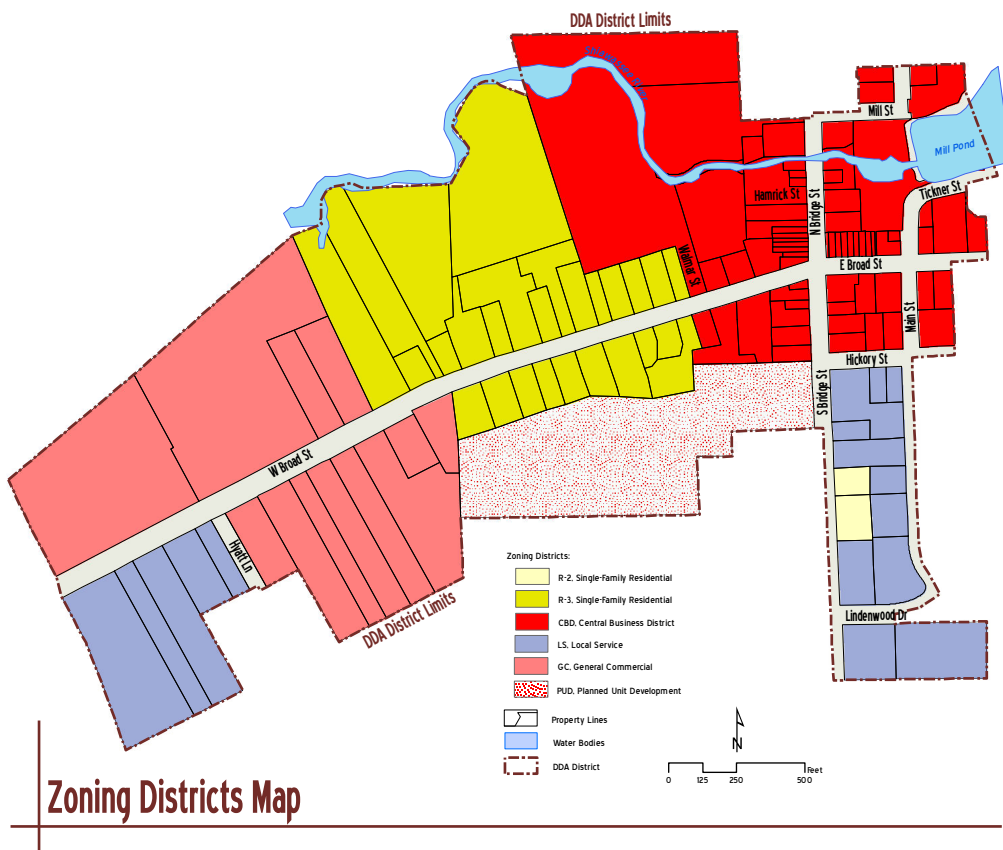 DDA District Limits
Mill St
Mill Pond
Tickner St
Hamrick St
N Bridge St
Weimer St
E Broad St
Main St
Hickory St
S Bridge St
W Broad St
Hyatt Ln
DDA District Limits
Lindenwood Dr
Zoning Districts:
R-2, Single-Family Residential
R-3, Single-Family Residential
CBD, Central Business District
LS, Local Service
GC, General Commercial
PUD, Planned Unit Development
Property Lines
Water Bodies
DDA District
N
Feet
0 125 250 500
Zoning Districts Map